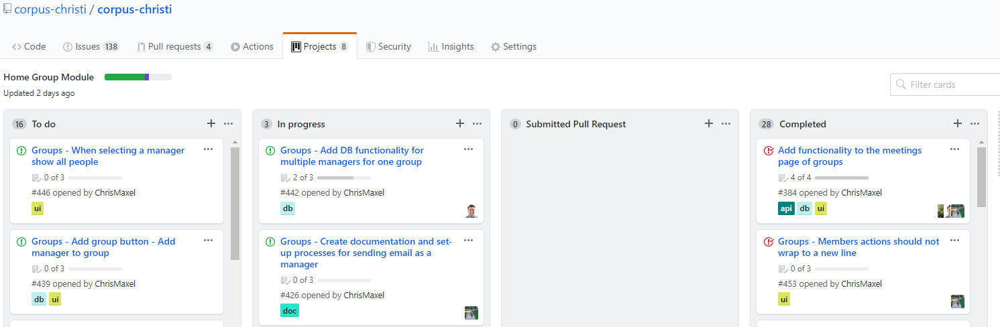 corpus-christi / corpus-christi
Code
Issues 138
Pull requests 4
Actions
Projects 8
Security
Insights
Settings
Home Group Module
Updated 2 days ago
Filter cards
16 To do
Groups - When selecting a manager
show all people
0 of 3
#446 opened by ChrisMaxel
ui
Groups - Add group button - Add
manager to group
0 of 3
#439 opened by ChrisMaxel
db ui
3 In progress
Groups - Add DB functionality for
multiple managers for one group
2 of 3
#442 opened by ChrisMaxel
db
Groups - Create documentation and set-
up processes for sending email as a
manager
0 of 3
#426 opened by ChrisMaxel
doc
0 Submitted Pull Request
28 Completed
Add functionality to the meetings
page of groups
4 of 4
#384 opened by ChrisMaxel
api db ui
Groups - Members actions should not
wrap to a new line
0 of 3
#453 opened by ChrisMaxel
ui